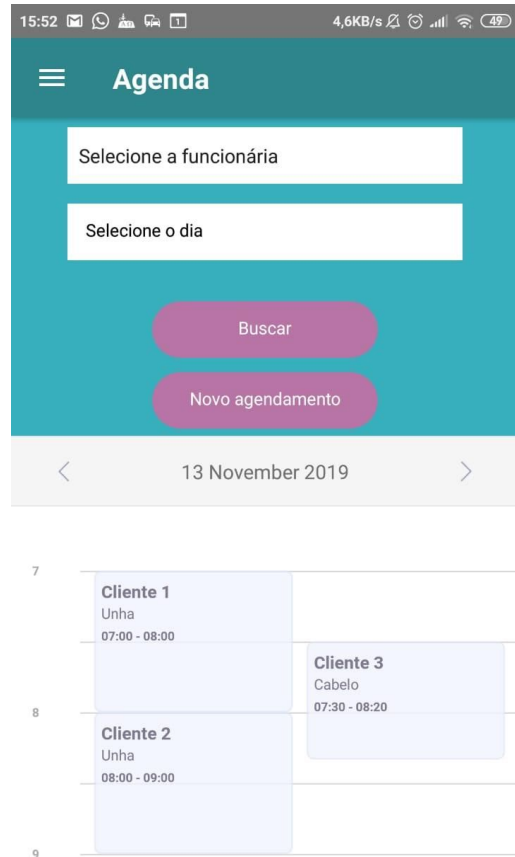 15:52 1 4,6KB/s 49
Agenda
Selecione a funcionária
Selecione o dia
Buscar
Novo agendamento
13 November 2019
7
Cliente 1
Unha
07:00 - 08:00
Cliente 3
Cabelo
07:30 - 08:20
8
Cliente 2
Unha
08:00 - 09:00
9